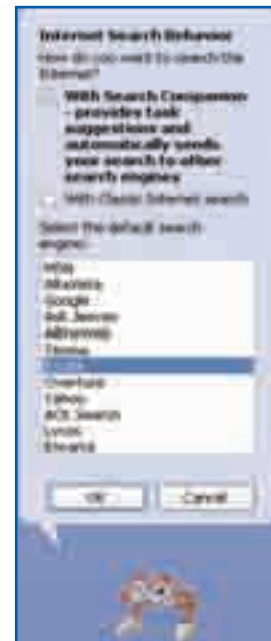 Internet Search Behavior
How do you want to search the
Internet?
With Search Companion
- provides task
suggestions and
automatically sends
your search to other
search engines
With Classic Internet search
Select the default search
engine:
MSN
AltaVista
Google
Ask Jeeves
AlltheWeb
Teoma
Overture
Yahoo
AOL Search
Lycos
OK
Cancel